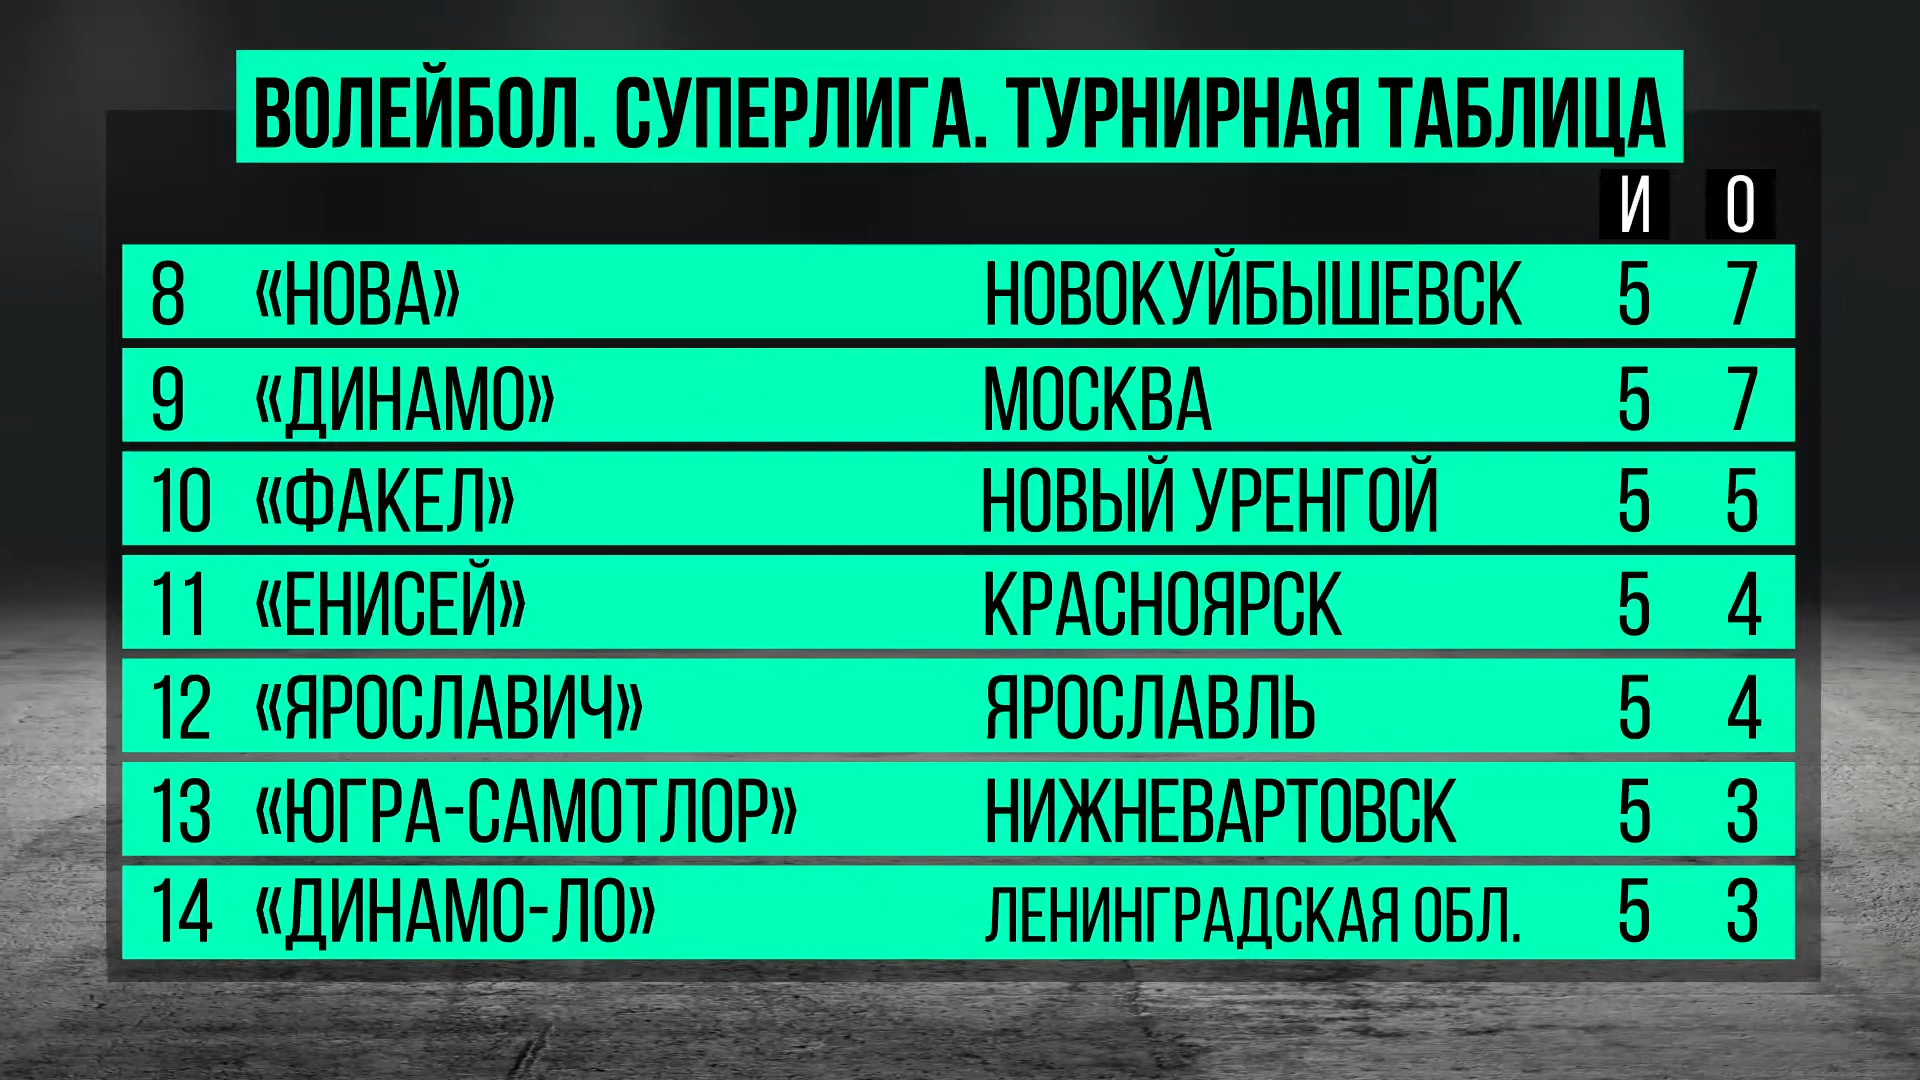 ВОЛЕЙБОЛ. СУПЕРЛИГА. ТУРНИРНАЯ ТАБЛИЦА
И О
8 «НОВА» НОВОКУЙБЫШЕВСК 5 7
9 «ДИНАМО» МОСКВА 5 7
10 «ФАКЕЛ» НОВЫЙ УРЕНГОЙ 5 5
11 «ЕНИСЕЙ» КРАСНОЯРСК 5 4
12 «ЯРОСЛАВИЧ» ЯРОСЛАВЛЬ 5 4
13 «ЮГРА-САМОТЛОР» НИЖНЕВАРТОВСК 5 3
14 «ДИНАМО-ЛО» ЛЕНИНГРАДСКАЯ ОБЛ. 5 3